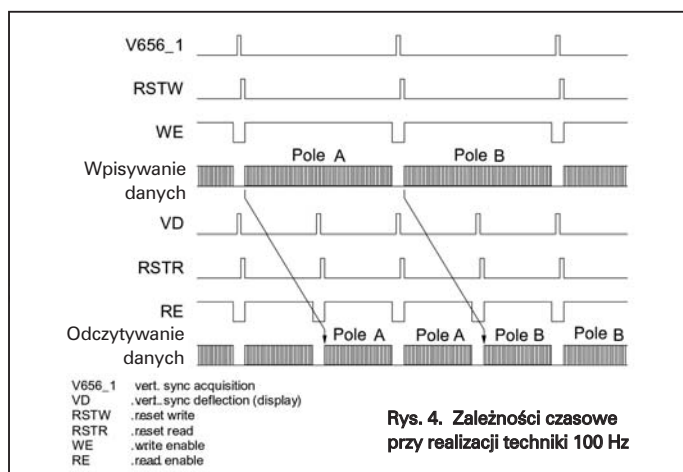 V656_1
RSTW
WE
Pole A Pole B
Wpisywanie
danych
VD
RSTR
RE
Odczytywanie
danych
Pole A Pole A Pole B Pole B
V656_1 vert. sync acquisition
VD .vert..sync deflection (display)
RSTW .reset write
RSTR .reset read
WE .write enable
RE .read enable
Rys. 4. Zależności czasowe
przy realizacji techniki 100 Hz